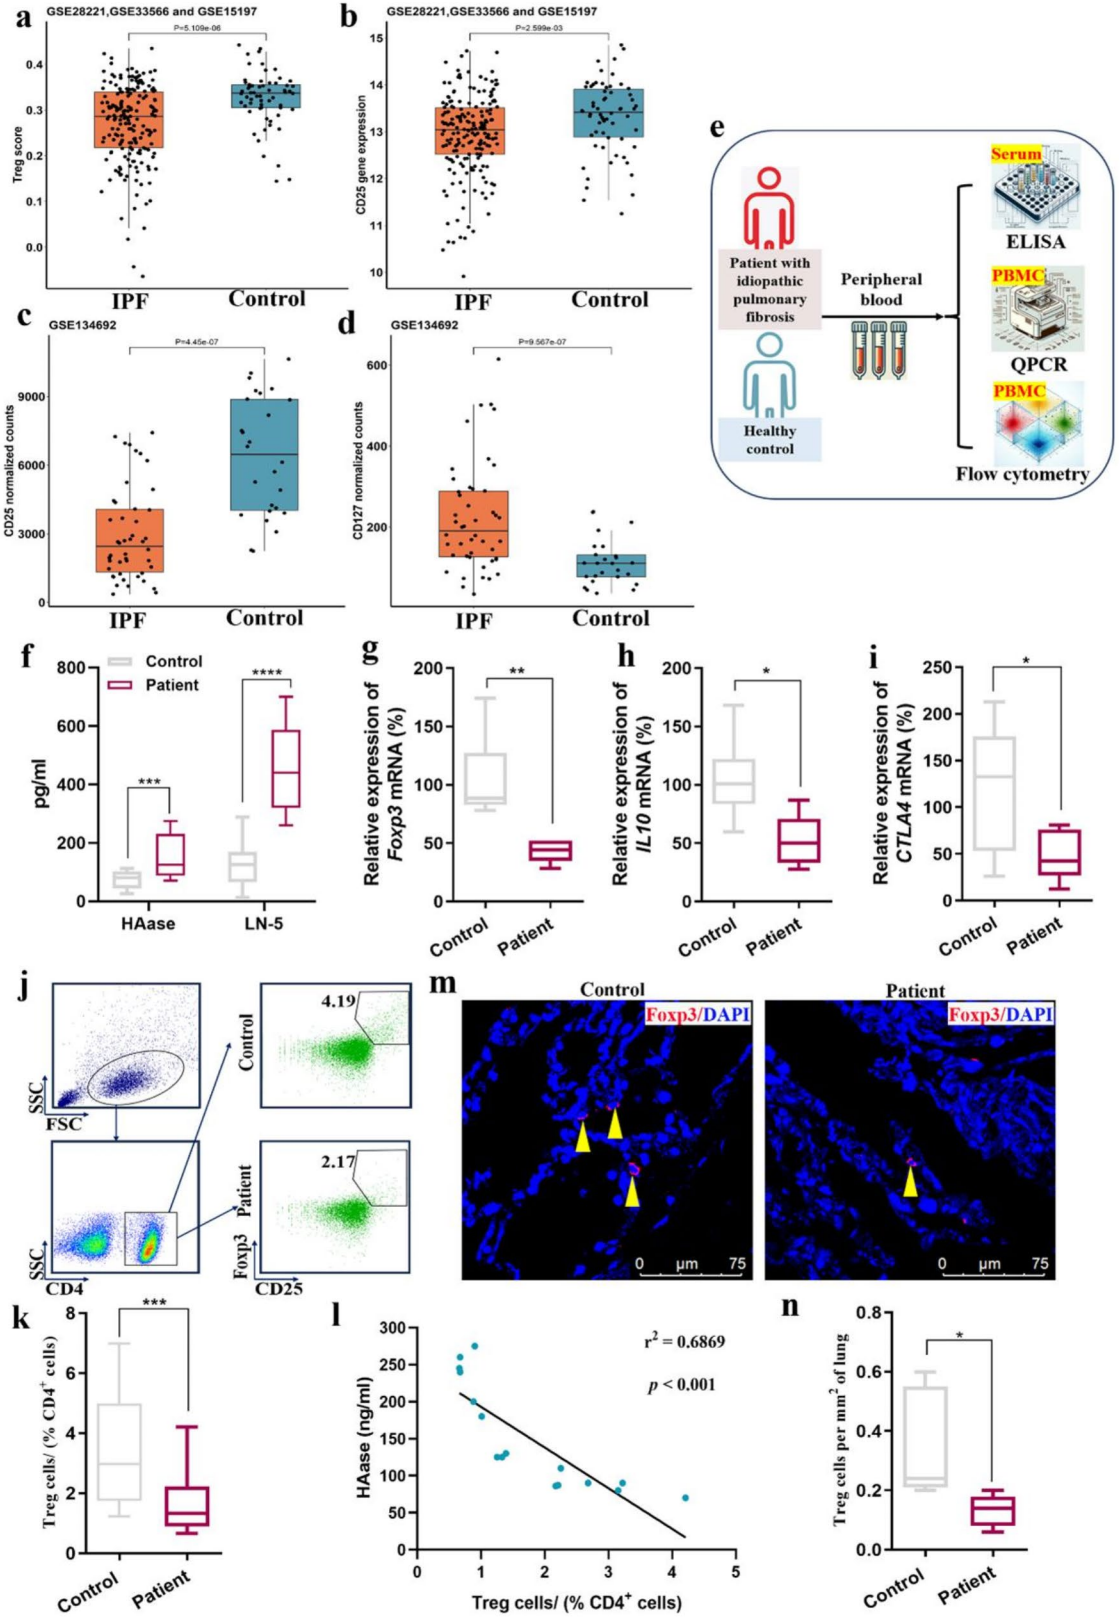 a
GSE28221,GSE33566 and GSE15197
P=5.109e-06
Treg score
0.4
0.3
0.2
0.1
0.0
IPF
Control
b
GSE28221,GSE33566 and GSE15197
P=2.599e-03
CD25 gene expression
15
14
13
12
11
10
IPF
Control
c
GSE134692
P=4.45e-07
CD25 normalized counts
9000
6000
3000
0
IPF
Control
d
GSE134692
P=9.567e-07
CD127 normalized counts
600
400
200
IPF
Control
e
Patient with
idiopathic
pulmonary
fibrosis
Healthy
control
Peripheral
blood
Serum
ELISA
PBMC
QPCR
PBMC
Flow cytometry
f
Control
Patient
pg/ml
800
600
400
200
0
***
****
HAase
LN-5
g
Relative expression of
Foxp3 mRNA (%)
200
150
100
50
0
**
Control
Patient
h
Relative expression of
IL10 mRNA (%)
200
150
100
50
0
*
Control
Patient
i
Relative expression of
CTLA4 mRNA (%)
250
200
150
100
50
0
*
Control
Patient
j
SSC
FSC
SSC
CD4
Control
4.19
Patient
2.17
Foxp3
CD25
m
Control
Foxp3/DAPI
0 µm 75
Patient
Foxp3/DAPI
0 µm 75
k
Treg cells/ (% CD4⁺ cells)
8
6
4
2
0
***
Control
Patient
l
HAase (ng/ml)
300
250
200
150
100
50
0
r² = 0.6869
p < 0.001
0 1 2 3 4 5
Treg cells/ (% CD4⁺ cells)
n
Treg cells per mm² of lung
0.8
0.6
0.4
0.2
0.0
*
Control
Patient